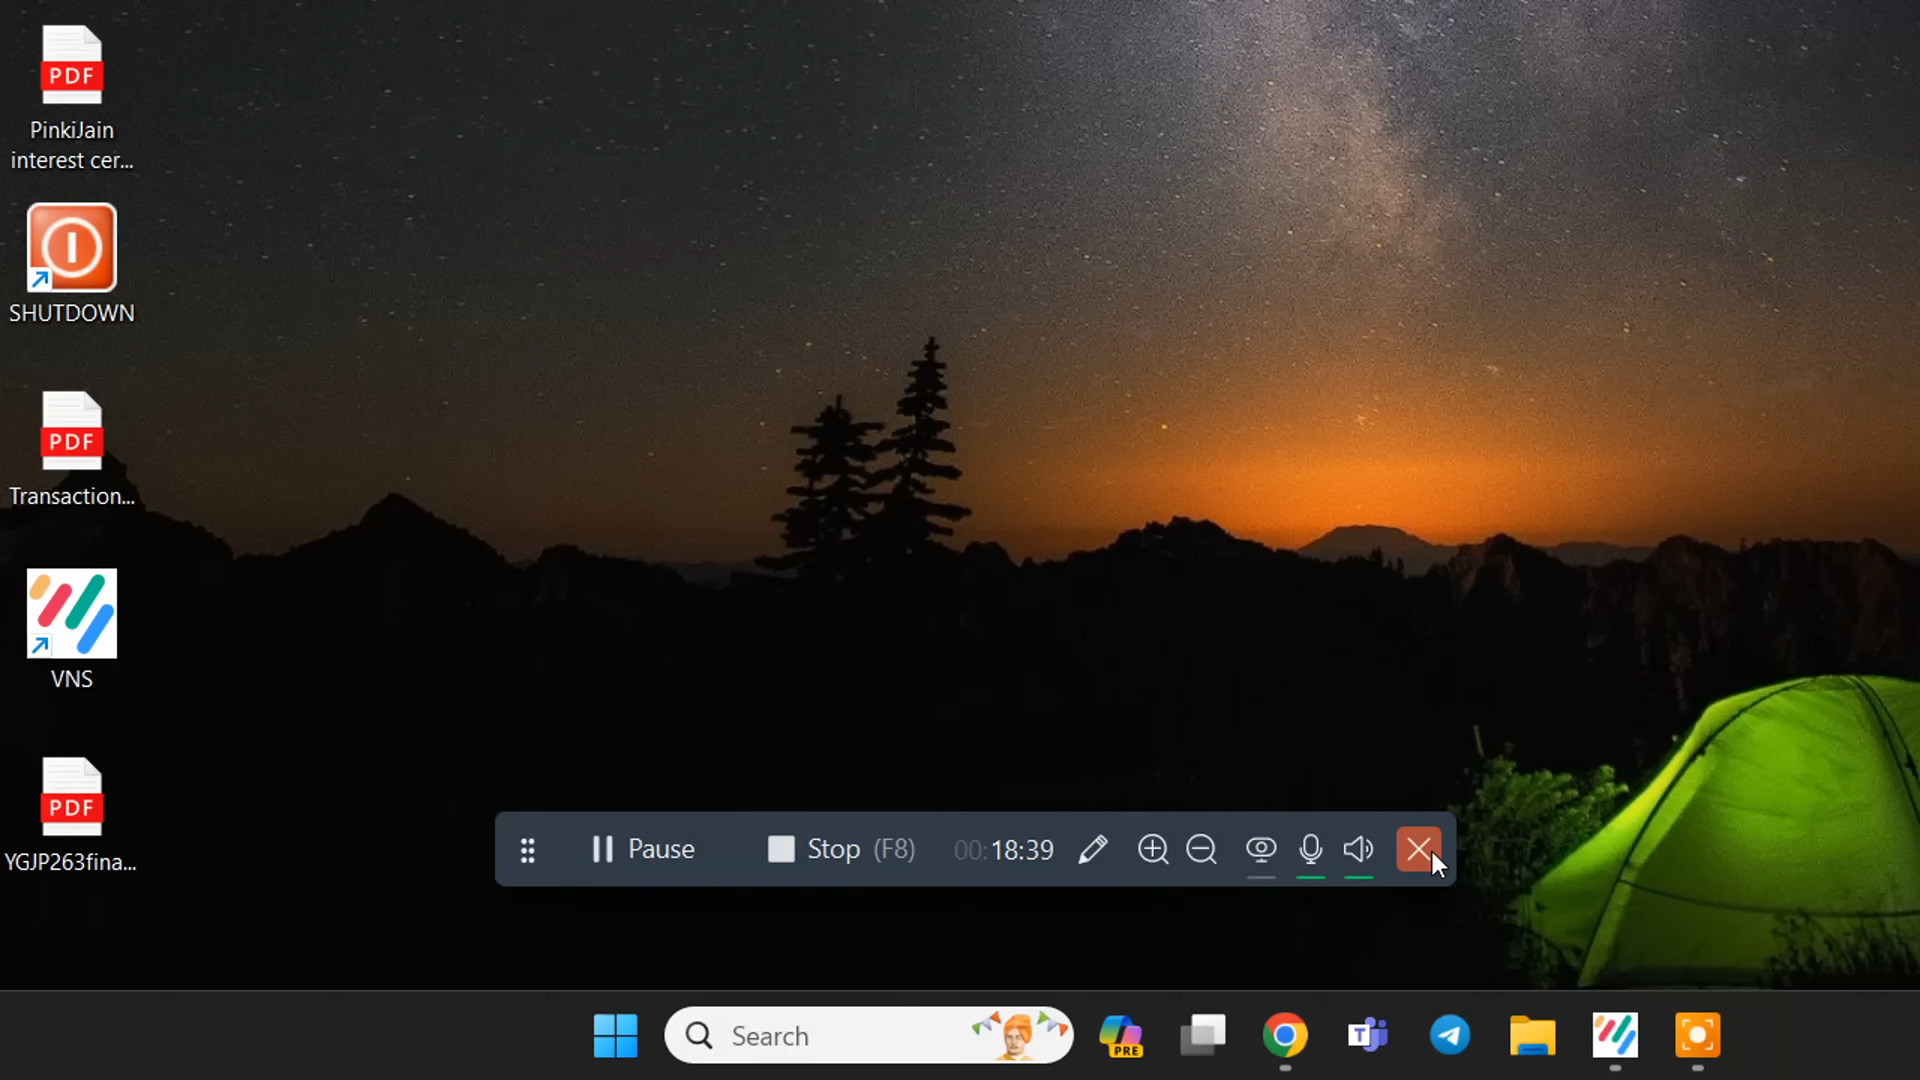 PDF
PinkiJain
interest cer...
SHUTDOWN
PDF
Transaction...
VNS
PDF
YGJP263fina...
Pause Stop (F8) 00:18:39
Search
PRE
T